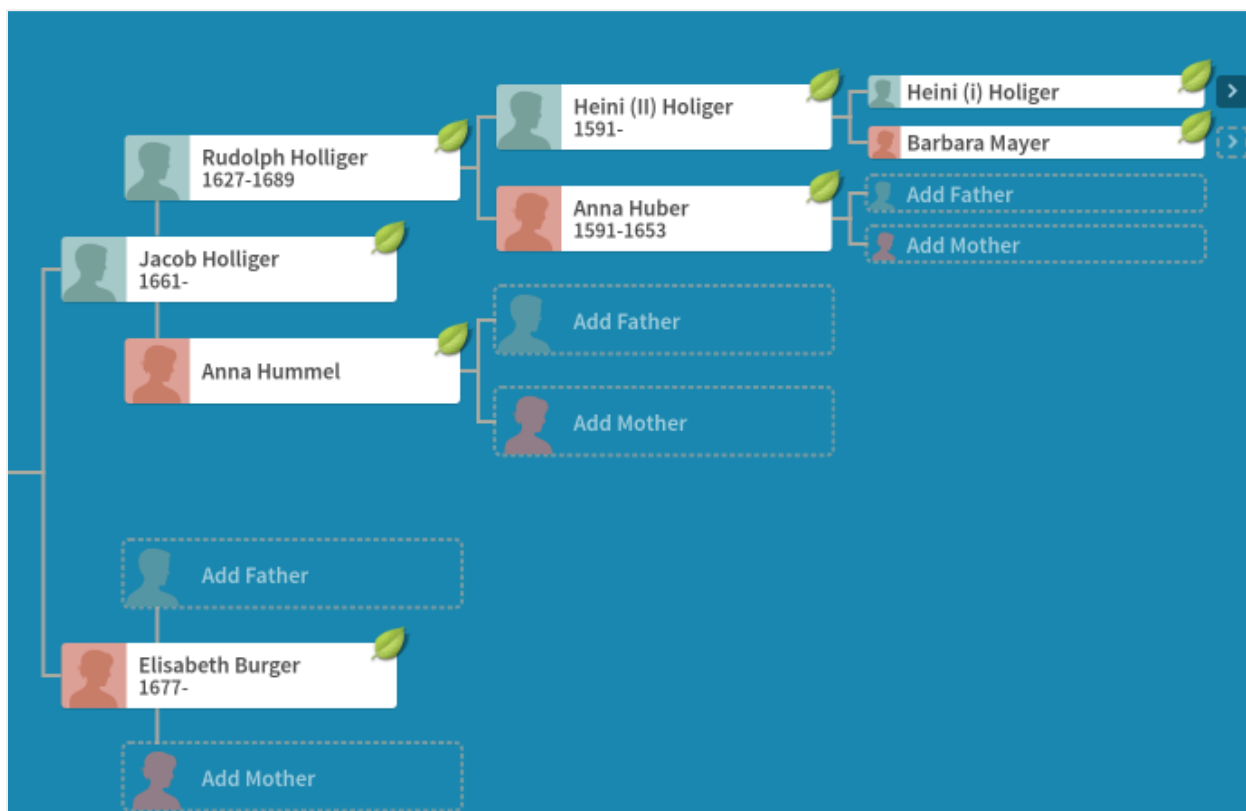 Heini (i) Holiger
Heini (II) Holiger
1591-
Barbara Mayer
Rudolph Holliger
1627-1689
Add Father
Anna Huber
1591-1653
Add Mother
Jacob Holliger
1661-
Add Father
Anna Hummel
Add Mother
Add Father
Elisabeth Burger
1677-
Add Mother